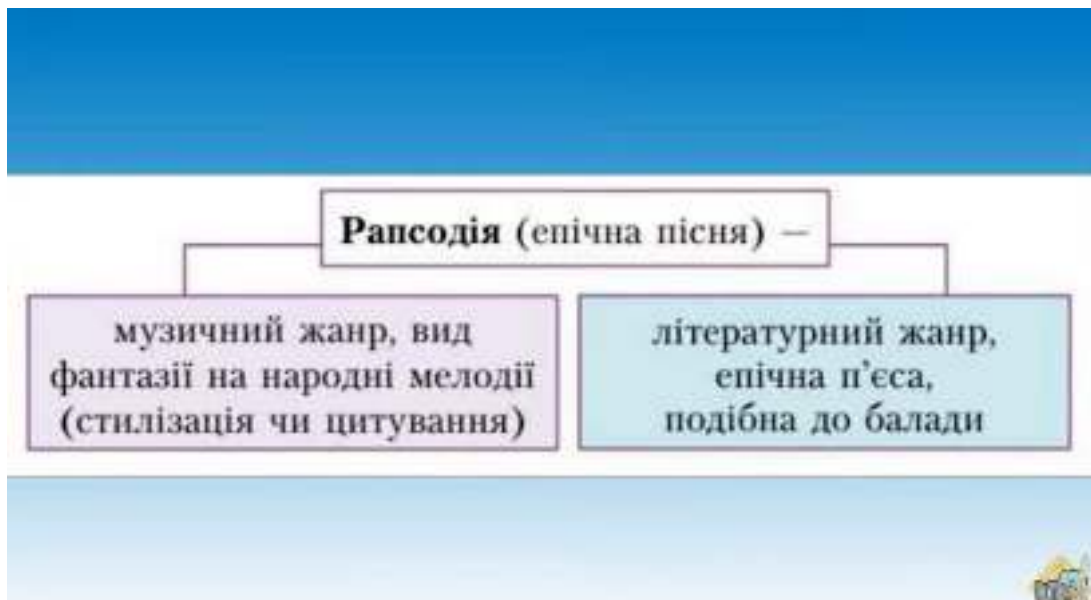 Рапсодія (епічна пісня) —
музичний жанр, вид
фантазії на народні мелодії
(стилізація чи цитування)
літературний жанр,
епічна п’єса,
подібна до балади